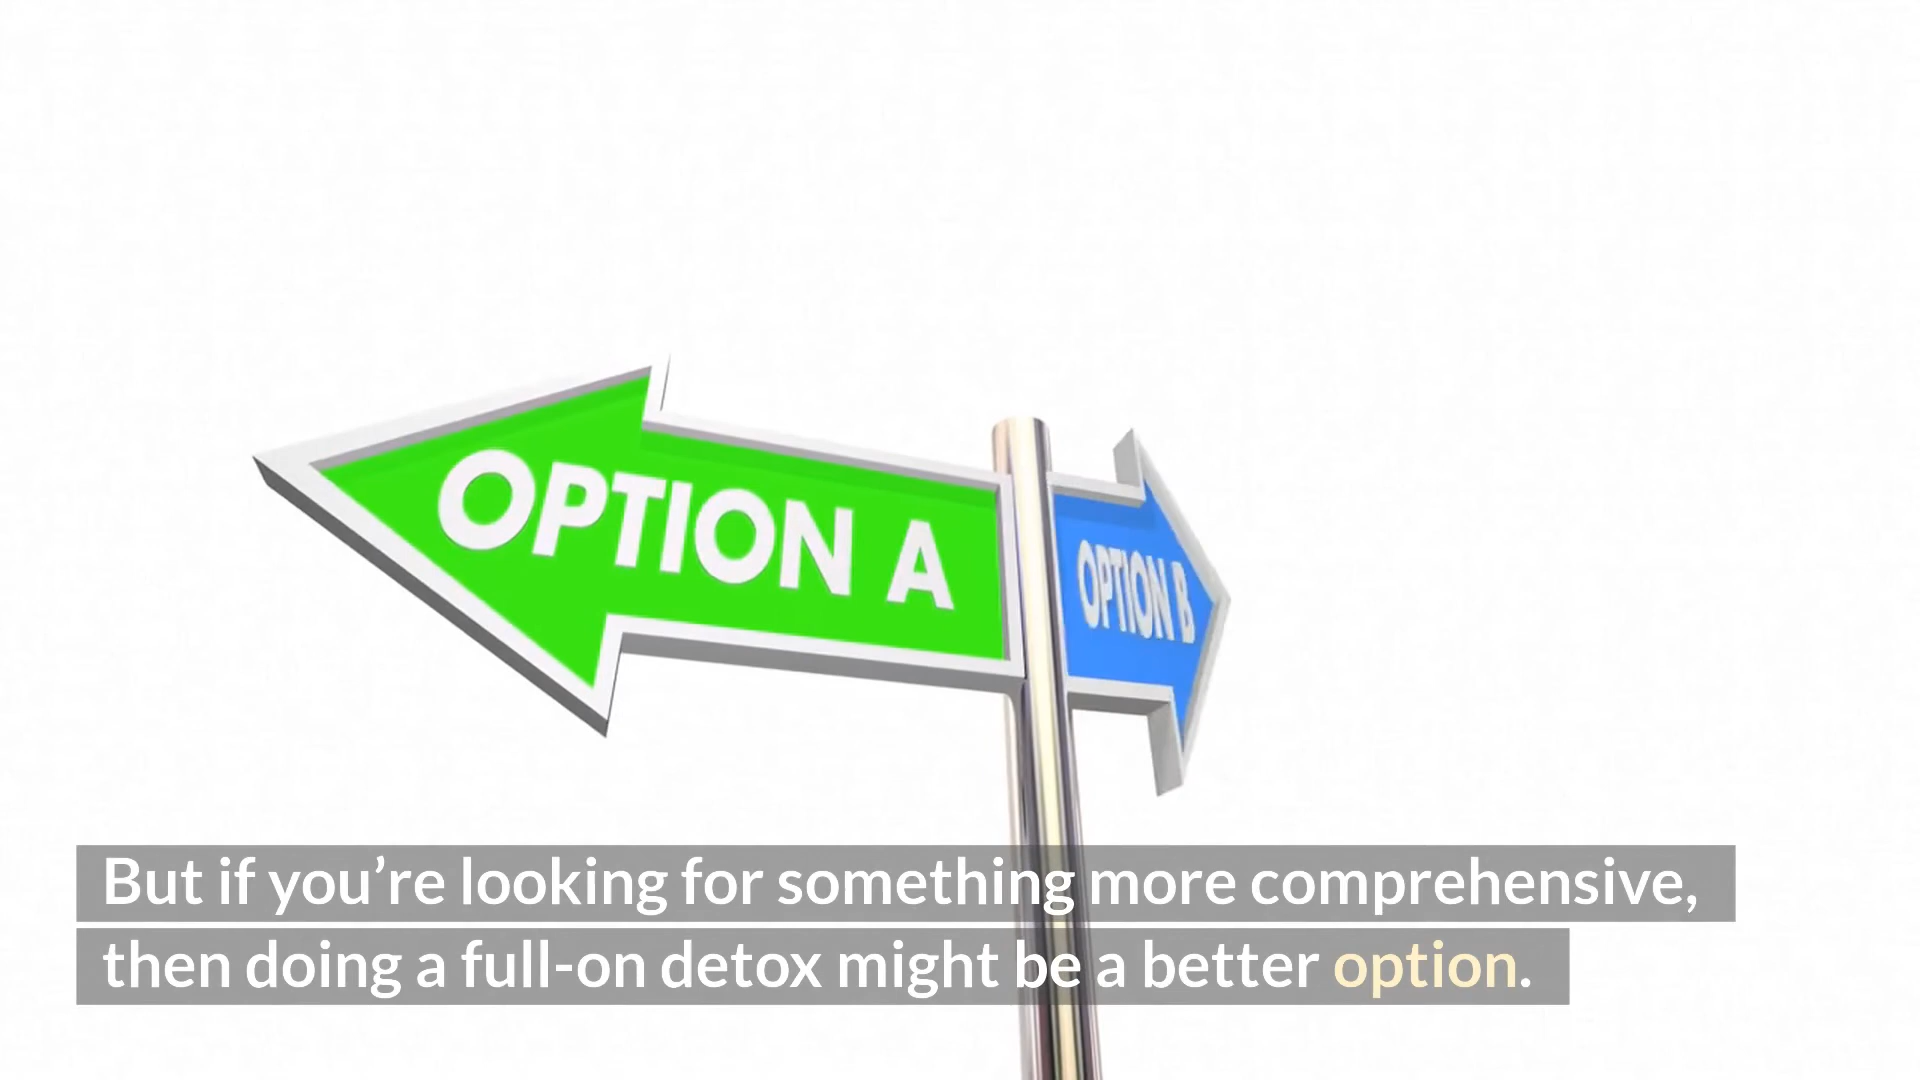 OPTION A
OPTION B
But if you’re looking for something more comprehensive,
then doing a full-on detox might be a better option.